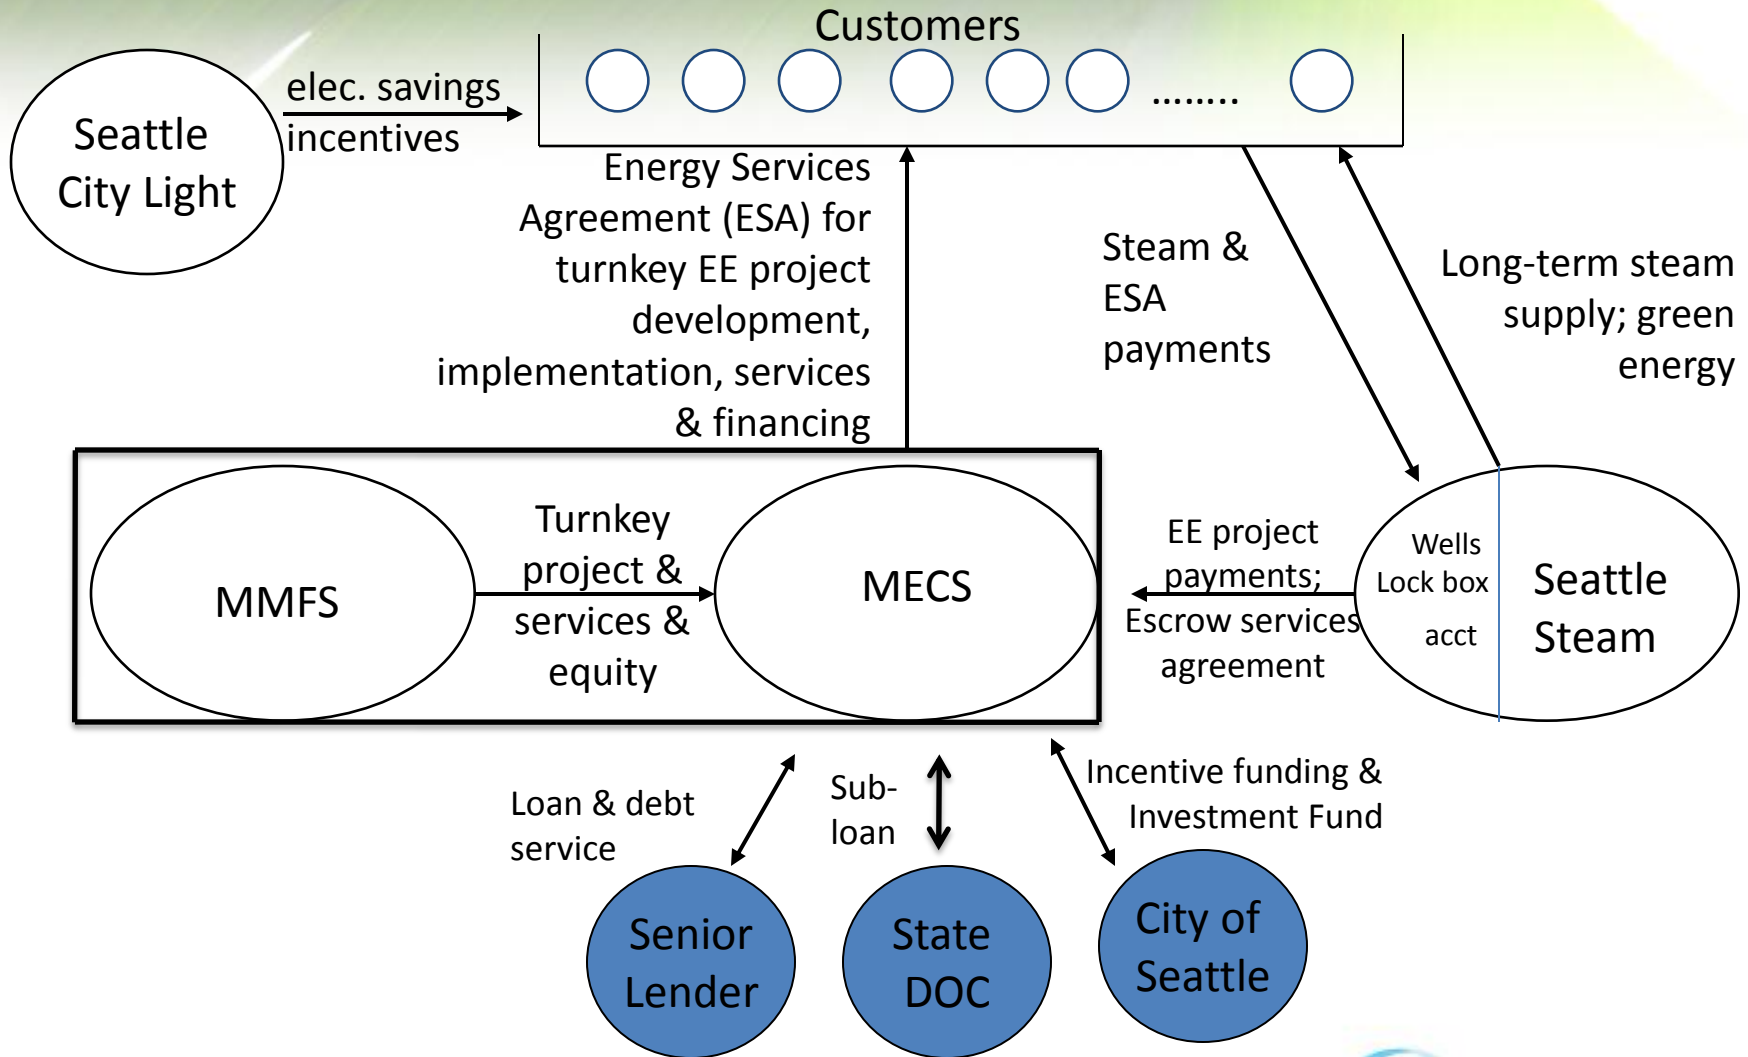 Customers
........
elec. savings
incentives
Seattle
City Light
Energy Services
Agreement (ESA) for
turnkey EE project
development,
implementation, services
& financing
Steam &
ESA
payments
Long-term steam
supply; green
energy
MMFS
Turnkey
project &
services &
equity
MECS
EE project
payments;
Escrow services
agreement
Wells
Lock box
acct
Seattle
Steam
Loan & debt
service
Sub-
loan
Incentive funding &
Investment Fund
Senior
Lender
State
DOC
City of
Seattle